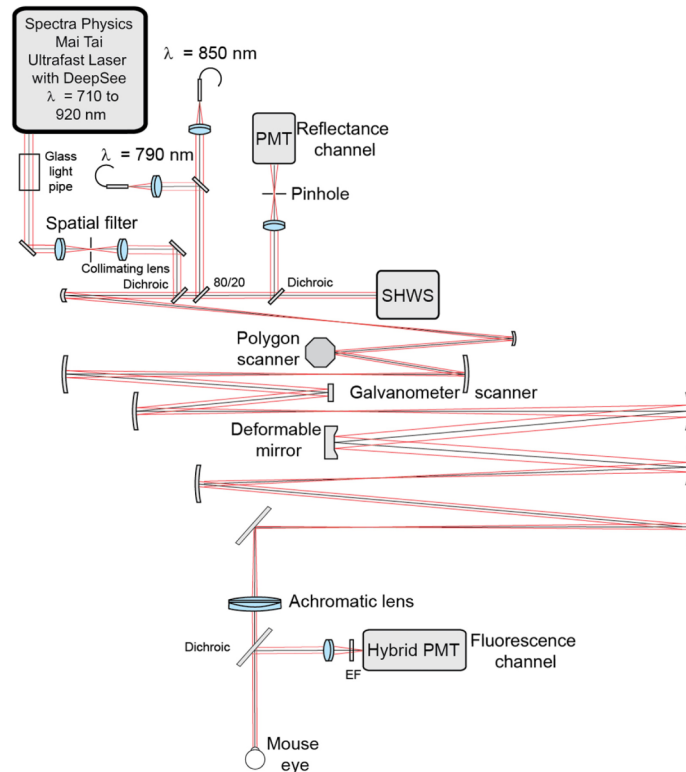 Spectra Physics
Mai Tai
Ultrafast Laser
with DeepSee
λ = 710 to
920 nm
λ = 850 nm
PMT
Reflectance
channel
Glass
light
pipe
λ = 790 nm
Pinhole
Spatial filter
Collimating lens
Dichroic
80/20
Dichroic
SHWS
Polygon
scanner
Galvanometer scanner
Deformable
mirror
Achromatic lens
Dichroic
EF
Hybrid PMT
Fluorescence
channel
Mouse
eye